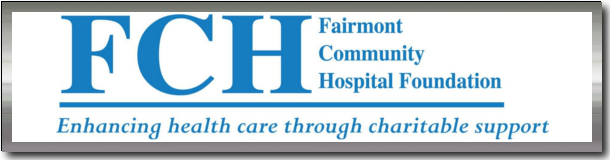 FCH
Fairmont
Community
Hospital Foundation
Enhancing health care through charitable support